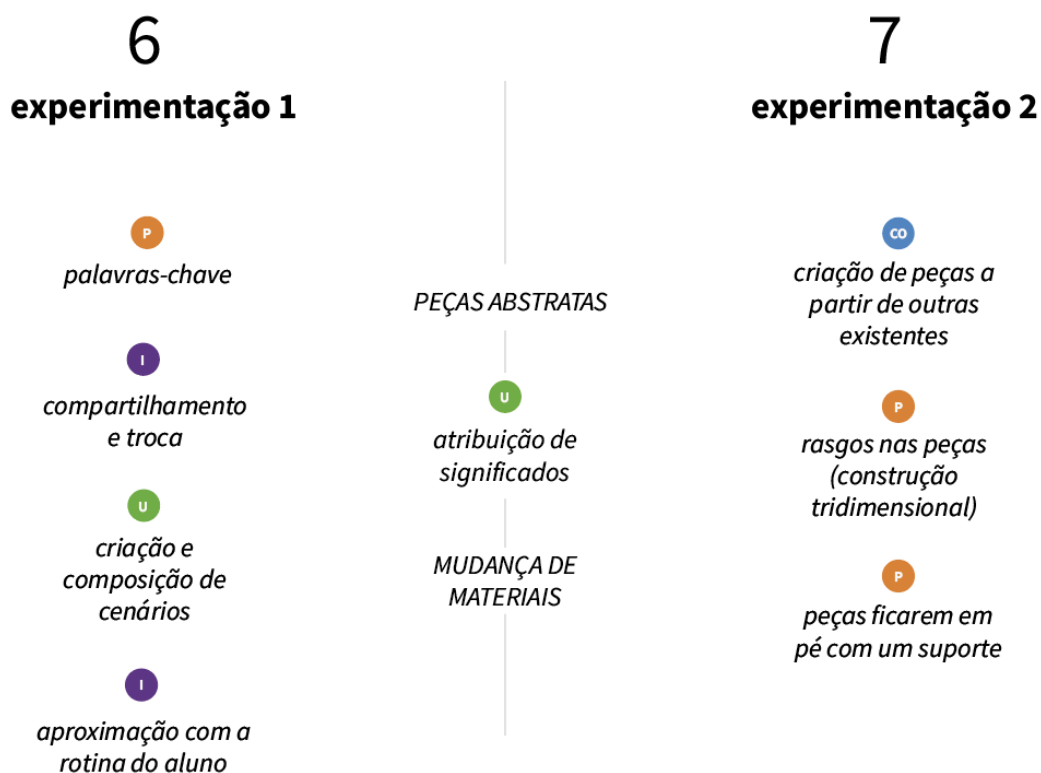 6
experimentação 1
P
palavras-chave
I
compartilhamento
e troca
U
criação e
composição de
cenários
I
aproximação com a
rotina do aluno
PEÇAS ABSTRATAS
U
atribuição de
significados
MUDANÇA DE
MATERIAIS
7
experimentação 2
CO
criação de peças a
partir de outras
existentes
P
rasgos nas peças
(construção
tridimensional)
P
peças ficarem em
pé com um suporte